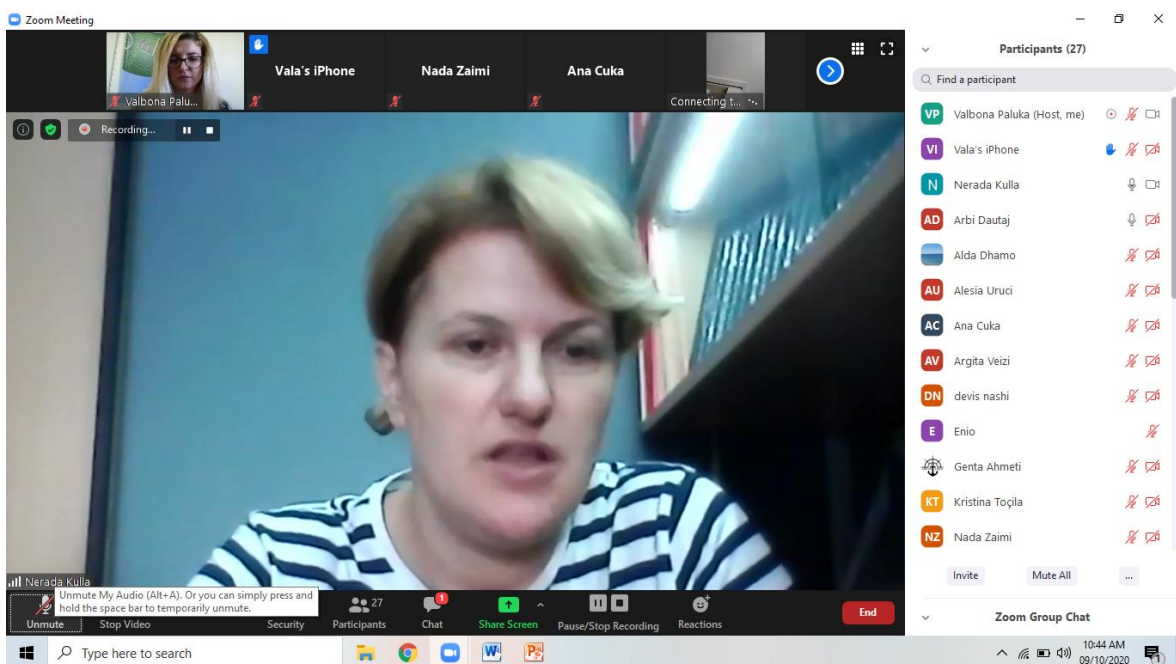 Zoom Meeting
Valbona Palu...
Vala's iPhone
Nada Zaimi
Ana Cuka
Connecting t...
Recording...
Nerada Kulla
Unmute My Audio (Alt+A). Or you can simply press and
hold the space bar to temporarily unmute.
Unmute
Stop Video
Security
27
Participants
1
Chat
Share Screen
Pause/Stop Recording
Reactions
End
Participants (27)
Find a participant
VP Valbona Paluka (Host, me)
VI Vala's iPhone
N Nerada Kulla
AD Arbi Dautaj
Alda Dhamo
AU Alesia Uruci
AC Ana Cuka
AV Argita Veizi
DN devis nashi
E Enio
Genta Ahmeti
KT Kristina Toçila
NZ Nada Zaimi
Invite Mute All ...
Zoom Group Chat
Type here to search
10:44 AM
09/10/2020